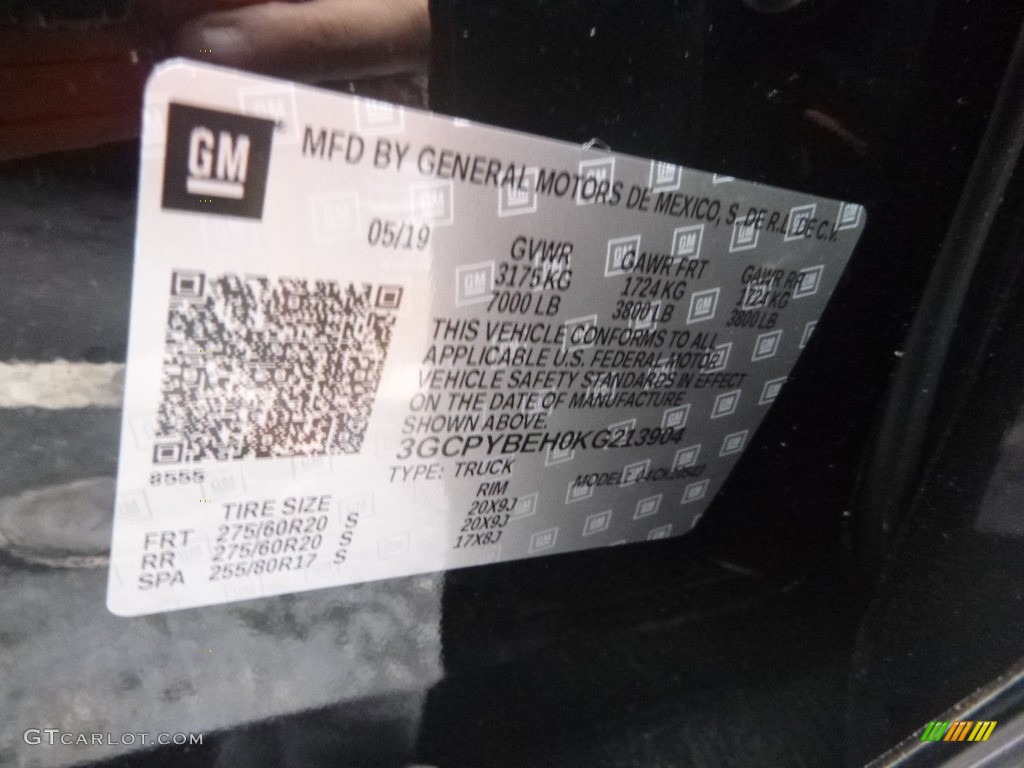 GM
MFD BY GENERAL MOTORS DE MEXICO, S. DE R.L. DE C.V.
05/19
GVWR GAWR FRT GAWR RR
3175 KG 1724 KG 1724 KG
7000 LB 3800 LB 3800 LB
THIS VEHICLE CONFORMS TO ALL
APPLICABLE U.S. FEDERAL MOTOR
VEHICLE SAFETY STANDARDS IN EFFECT
ON THE DATE OF MANUFACTURE
SHOWN ABOVE.
3GCPYBEH0KG213904
8555
TYPE: TRUCK MODEL:
TIRE SIZE RIM
FRT 275/60R20 S 20X9J
RR 275/60R20 S 20X9J
SPA 255/80R17 S 17X8J
GTCARLOT.COM